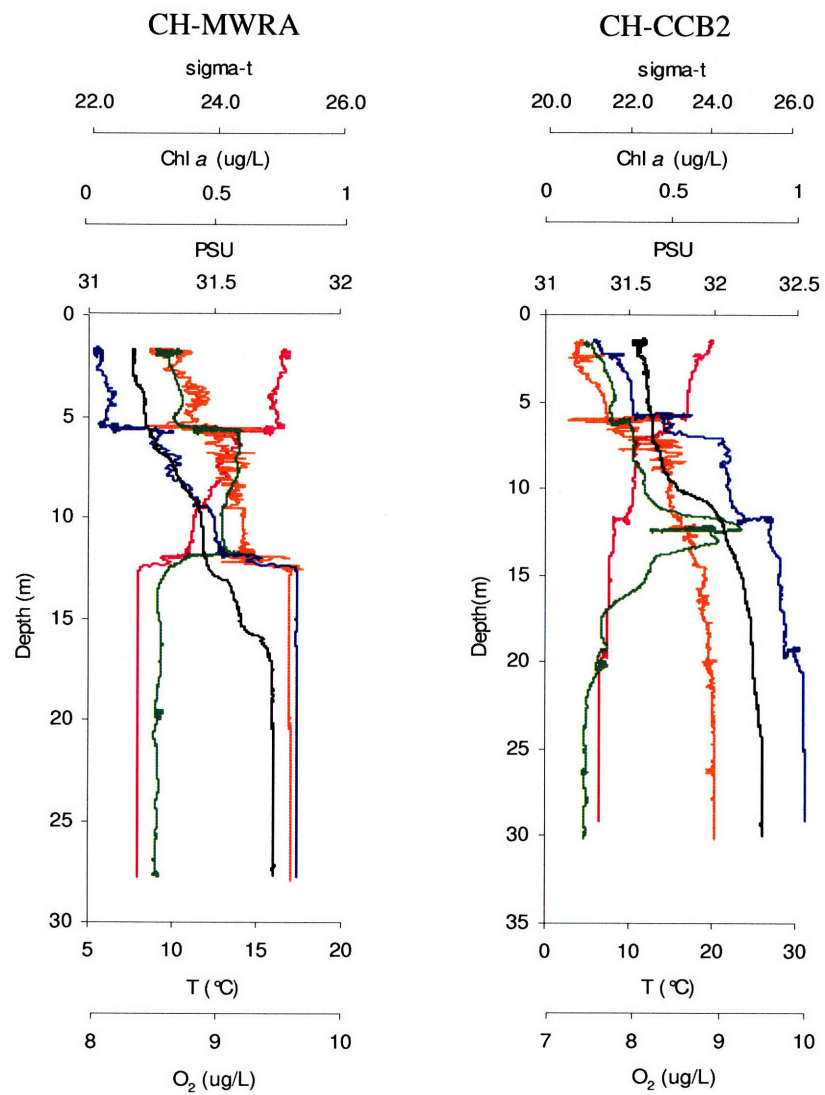 CH-MWRA
sigma-t
22.0 24.0 26.0
Chl a (ug/L)
0 0.5 1
PSU
31 31.5 32
0
5
10
15
20
25
30
Depth (m)
5 10 15 20
T (°C)
8 9 10
O2 (ug/L)
CH-CCB2
sigma-t
20.0 22.0 24.0 26.0
Chl a (ug/L)
0 0.5 1
PSU
31 31.5 32 32.5
0
5
10
15
20
25
30
35
Depth(m)
0 10 20 30
T (°C)
7 8 9 10
O2 (ug/L)